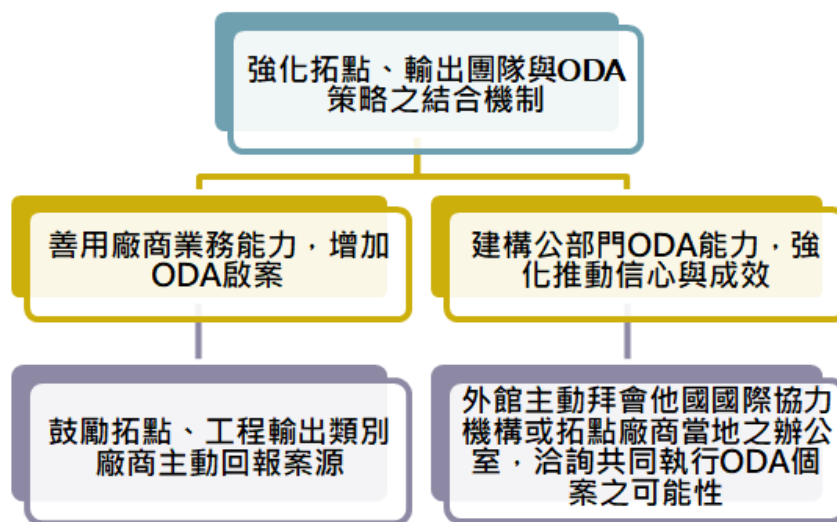 強化拓點、輸出團隊與ODA
策略之結合機制
善用廠商業務能力，增加
ODA啟案
建構公部門ODA能力，強
化推動信心與成效
鼓勵拓點、工程輸出類別
廠商主動回報案源
外館主動拜會他國國際協力
機構或拓點廠商當地之辦公
室，洽詢共同執行ODA個
案之可能性